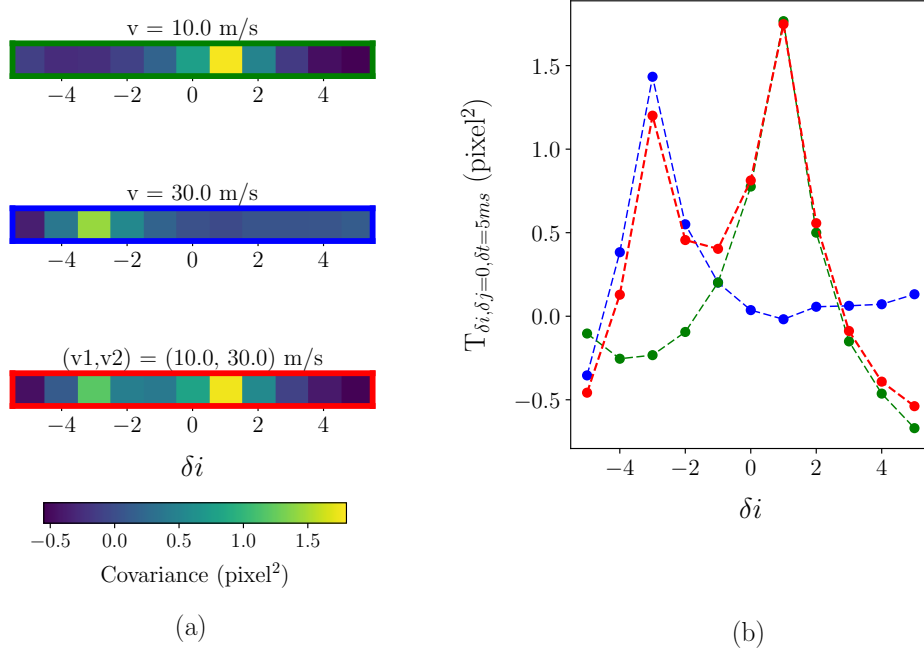 v = 10.0 m/s
−4 −2 0 2 4
v = 30.0 m/s
−4 −2 0 2 4
(v1,v2) = (10.0, 30.0) m/s
−4 −2 0 2 4
δi
−0.5 0.0 0.5 1.0 1.5
Covariance (pixel²)
(a)
T_{δi,δj=0,δt=5ms} (pixel²)
1.5
1.0
0.5
0.0
−0.5
−4 −2 0 2 4
δi
(b)